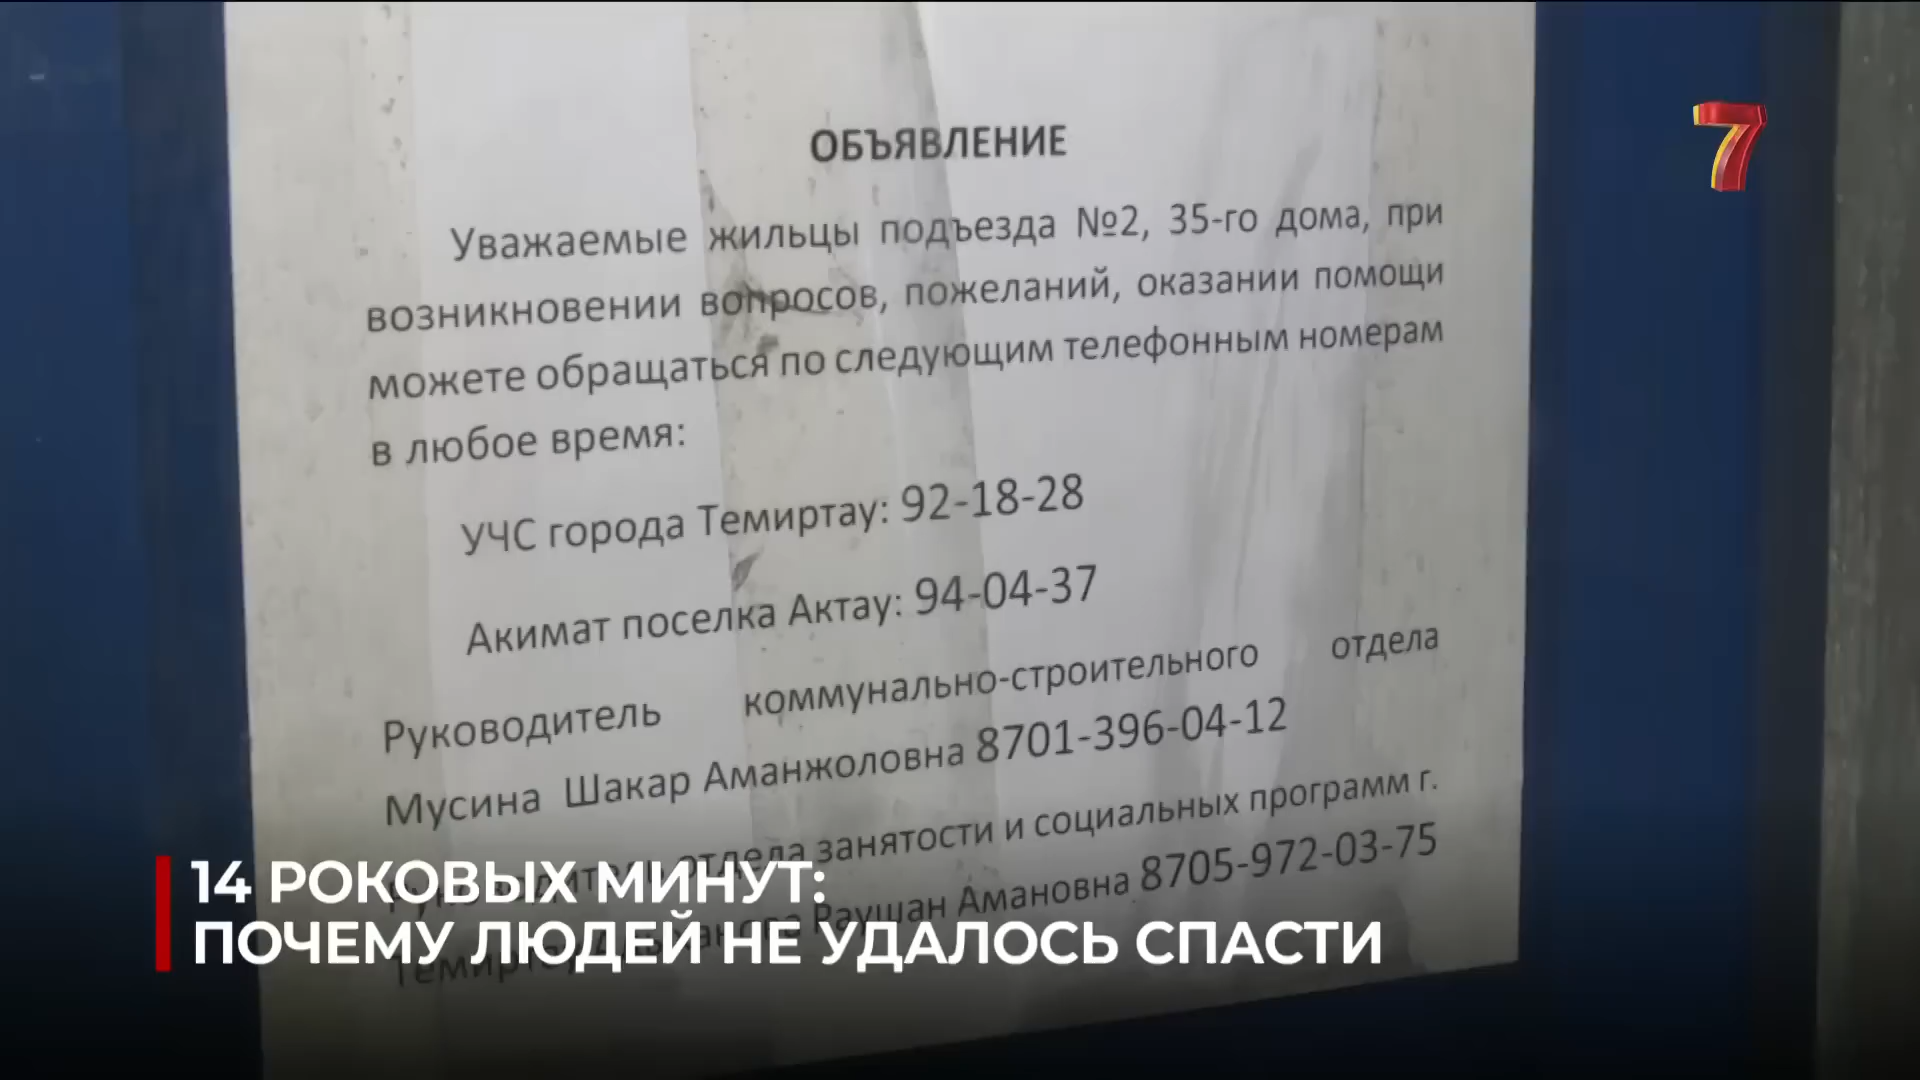 7
ОБЪЯВЛЕНИЕ
Уважаемые жильцы подъезда №2, 35-го дома, при
возникновении вопросов, пожеланий, оказании помощи
можете обращаться по следующим телефонным номерам
в любое время:
УЧС города Темиртау: 92-18-28
Акимат поселка Актау: 94-04-37
Руководитель коммунально-строительного отдела
Мусина Шакар Аманжоловна 8701-396-04-12
Руководитель отдела занятости и социальных программ г.
Темиртау Раушан Амановна 8705-972-03-75
14 РОКОВЫХ МИНУТ:
ПОЧЕМУ ЛЮДЕЙ НЕ УДАЛОСЬ СПАСТИ